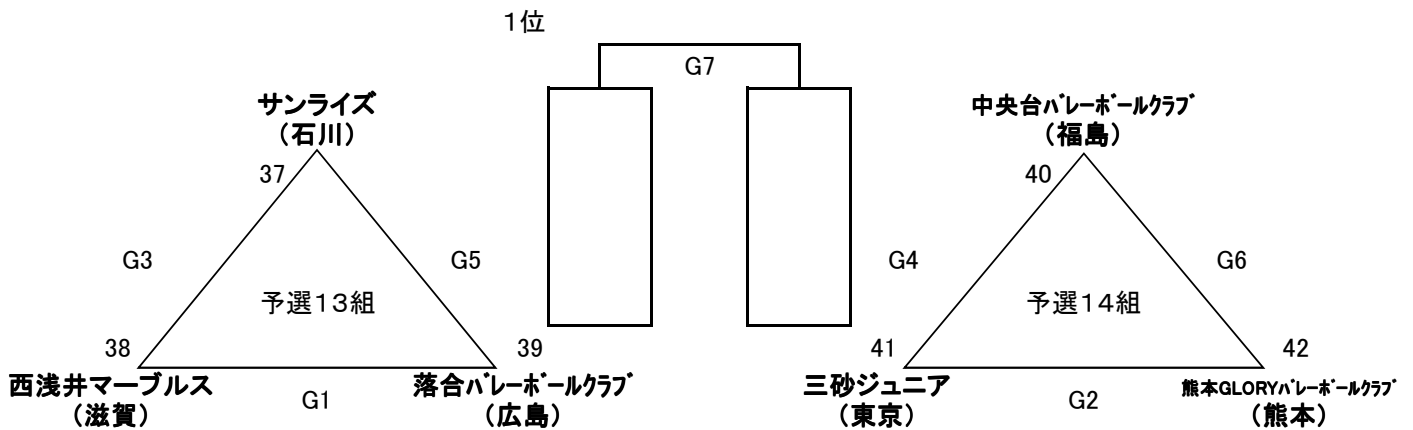 1位
G7
サンライズ
（石川）
37
G3
G5
予選13組
38
39
西浅井マーブルス
（滋賀）
G1
落合ﾊﾞﾚｰﾎﾞｰﾙｸﾗﾌﾞ
（広島）
中央台ﾊﾞﾚｰﾎﾞｰﾙｸﾗﾌﾞ
（福島）
40
G4
G6
予選14組
41
42
三砂ジュニア
（東京）
G2
熊本GLORYﾊﾞﾚｰﾎﾞｰﾙｸﾗﾌﾞ
（熊本）